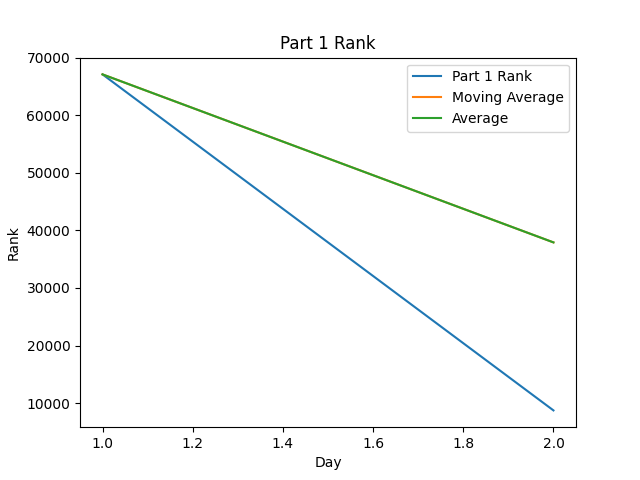 Part 1 Rank
70000
60000
50000
40000
30000
20000
10000
Rank
Part 1 Rank
Moving Average
Average
1.0 1.2 1.4 1.6 1.8 2.0
Day